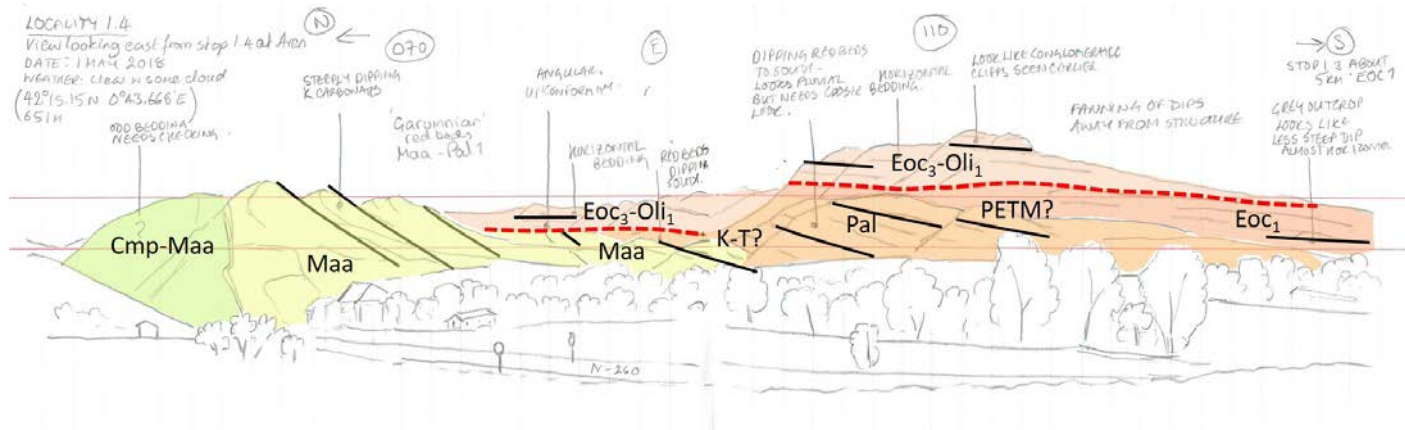 LOCALITY 1.4
View looking east from stop 1.4 at Aren
DATE: 1 MAY 2018
WEATHER: Clear w some cloud
(42°15.15N 0°43.666'E)
651M
N
070
E
110
S
ODD BEDDING
NEEDS CHECKING.
STEEPLY DIPPING
K CARBONATES
'Garumnian'
red beds
Maa - Pal?
ANGULAR
UNCONFORMITY.
HORIZONTAL
BEDDING
RED BEDS
DIPPING
SOUTH.
DIPPING RED BEDS
TO SOUTH -
LOOKS FLUVIAL
BUT NEEDS CLOSER
LOOK.
HORIZONTAL
BEDDING.
LOOK LIKE CONGLOMERATE
CLIFFS SEEN EARLIER
FANNING OF DIPS
AWAY FROM STRUCTURE
STOP 1.3 ABOUT
5KM. EOC 1
GREY OUTCROP
LOOKS LIKE
LESS STEEP DIP
ALMOST HORIZONTAL
Cmp-Maa
Maa
Eoc3-Oli1
Maa
K-T?
Pal
Eoc3-Oli1
PETM?
Eoc1
N-260